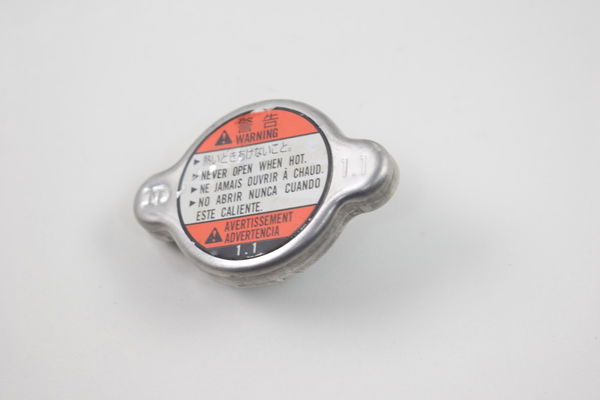 警告
WARNING
▶熱いときあけないこと。
▶NEVER OPEN WHEN HOT.
▶NE JAMAIS OUVRIR À CHAUD.
▶NO ABRIR NUNCA CUANDO
ESTE CALIENTE.
AVERTISSEMENT
ADVERTENCIA
1.1
1.1